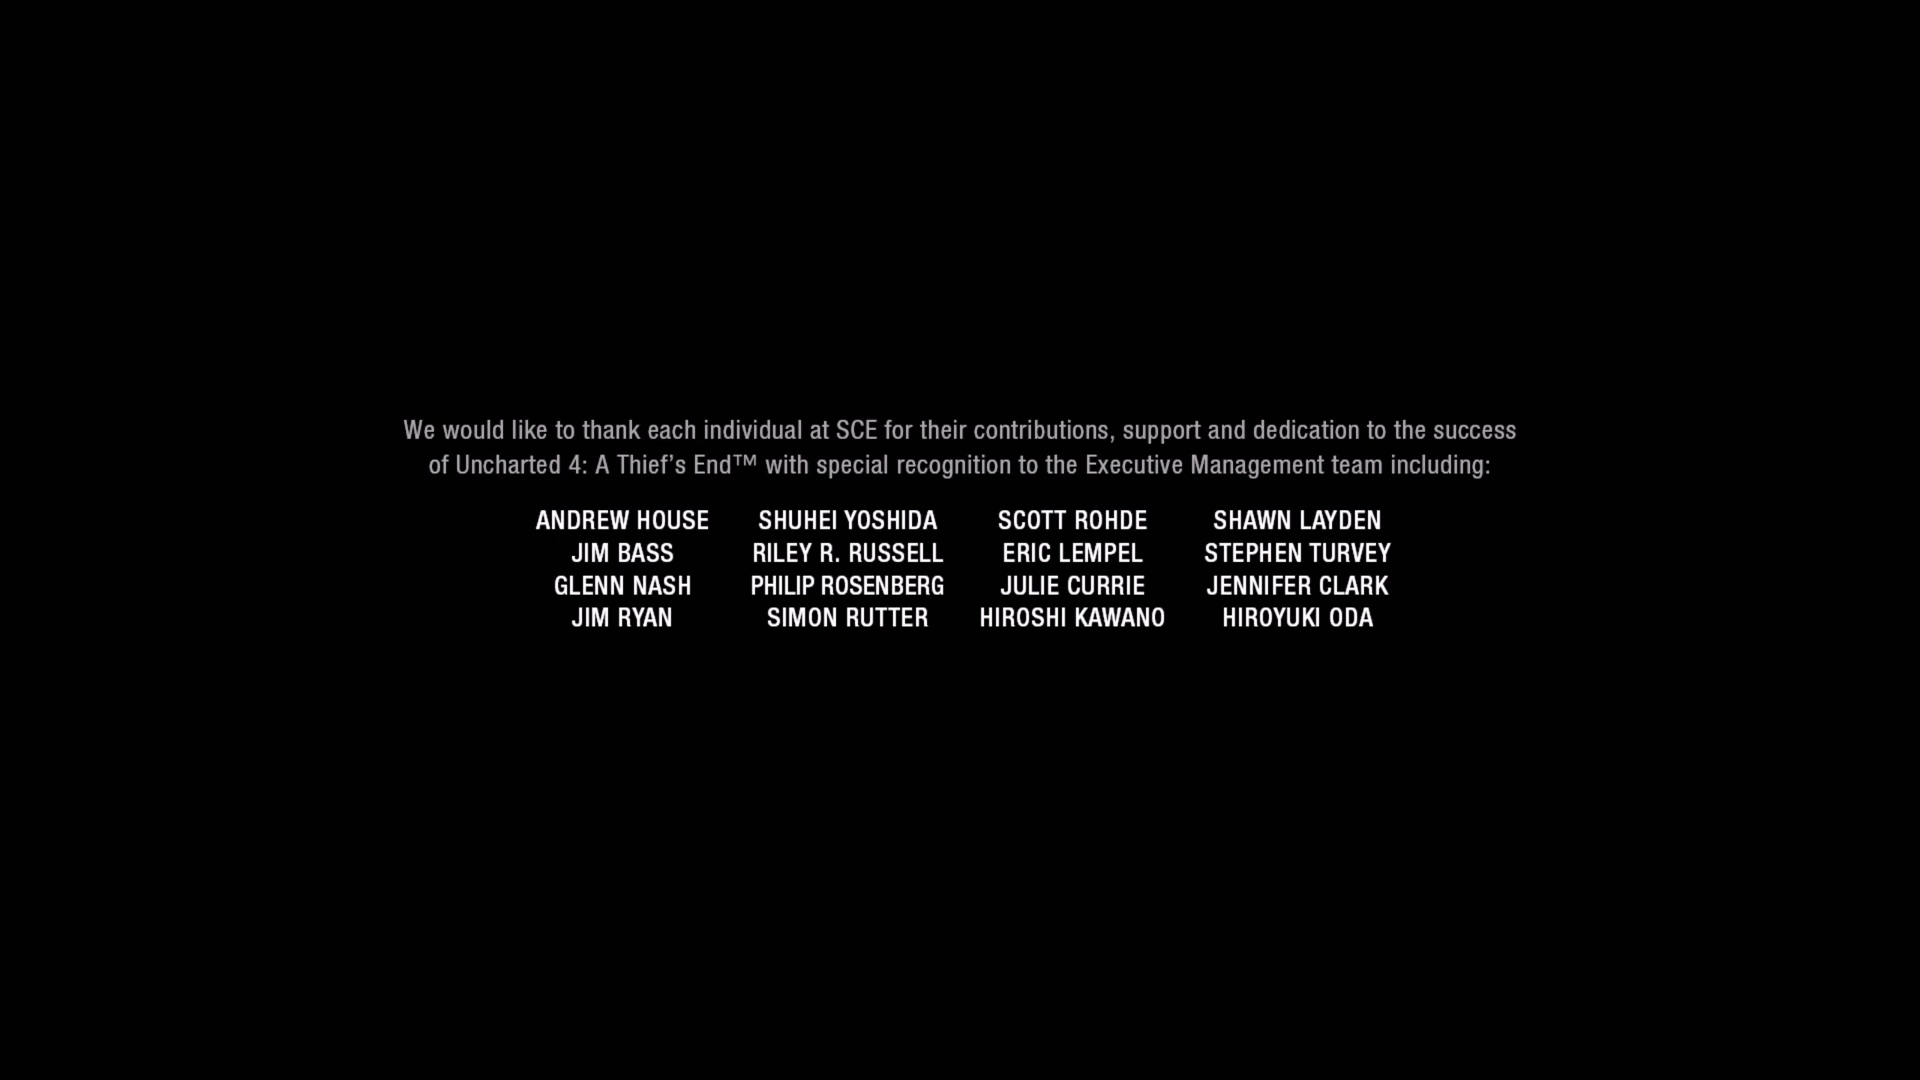 We would like to thank each individual at SCE for their contributions, support and dedication to the success
of Uncharted 4: A Thief’s End™ with special recognition to the Executive Management team including:
ANDREW HOUSE SHUHEI YOSHIDA SCOTT ROHDE SHAWN LAYDEN
JIM BASS RILEY R. RUSSELL ERIC LEMPEL STEPHEN TURVEY
GLENN NASH PHILIP ROSENBERG JULIE CURRIE JENNIFER CLARK
JIM RYAN SIMON RUTTER HIROSHI KAWANO HIROYUKI ODA